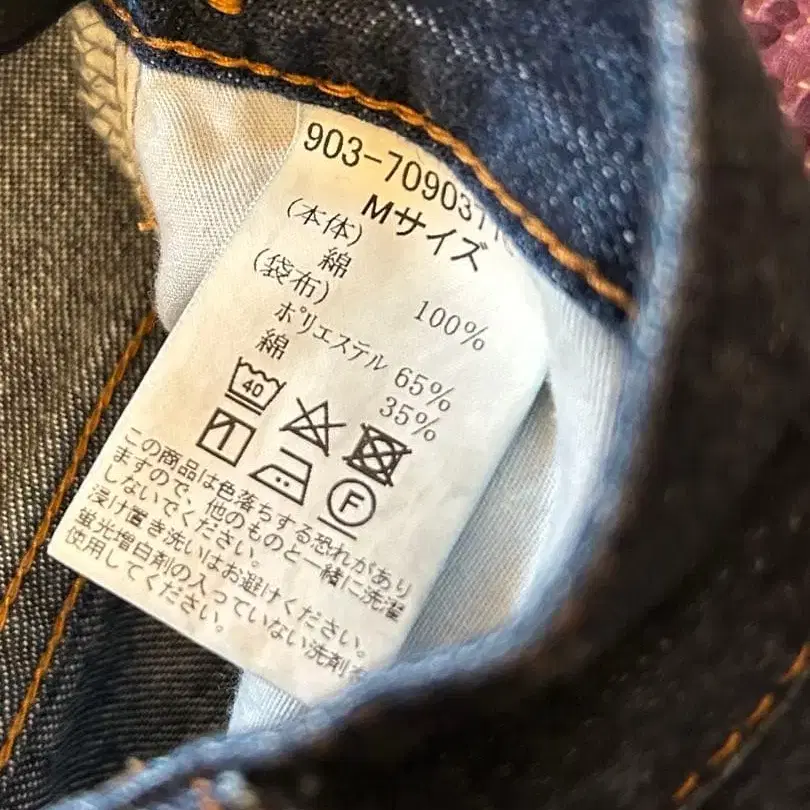 903-709031
Mサイズ
(本体)
綿 100%
(袋布)
ポリエステル 65%
綿 35%
40
F
この商品は色落ちする恐れがあり
ますので、他のものと一緒に洗濯
しないでください。
浸け置き洗いはお避けください。
蛍光増白剤の入っていない洗剤を
使用してください。